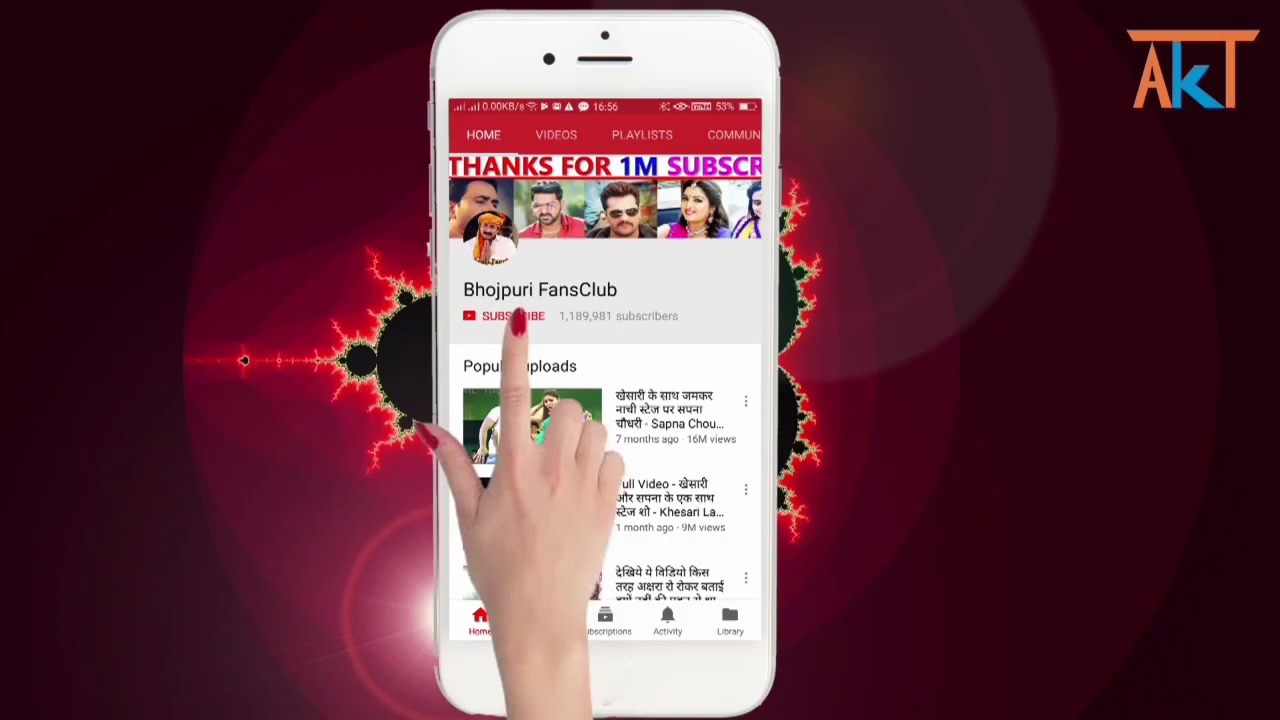 AKT
0.00KB/s 16:56 53%
HOME VIDEOS PLAYLISTS COMMUN
THANKS FOR 1M SUBSCR
Bhojpuri FansClub
SUBSCRIBE 1,189,981 subscribers
Popul uploads
खेसारी के साथ जमकर
नाची स्टेज पर सपना
चौधरी - Sapna Chou...
7 months ago · 16M views
ull Video - खेसारी
और सपना के एक साथ
स्टेज शो - Khesari La...
1 month ago · 9M views
देखिये ये विडियो किस
तरह अक्षरा रो रोकर बताई
Home bscriptions Activity Library